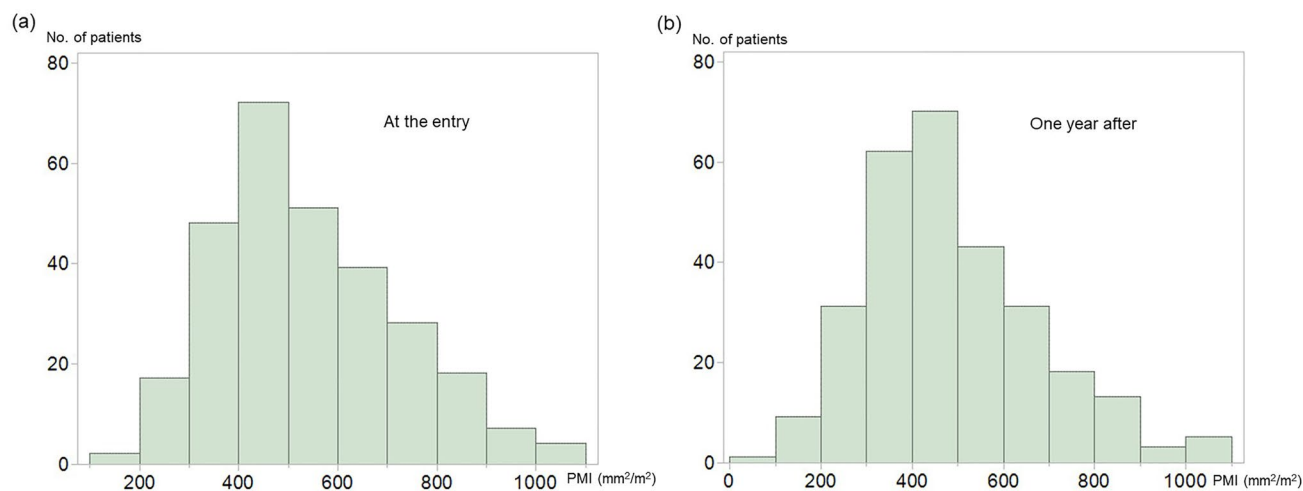 (a)
No. of patients
80
60
40
20
0
At the entry
200 400 600 800 1000 PMI (mm²/m²)
(b)
No. of patients
80
60
40
20
0
One year after
0 200 400 600 800 1000 PMI (mm²/m²)